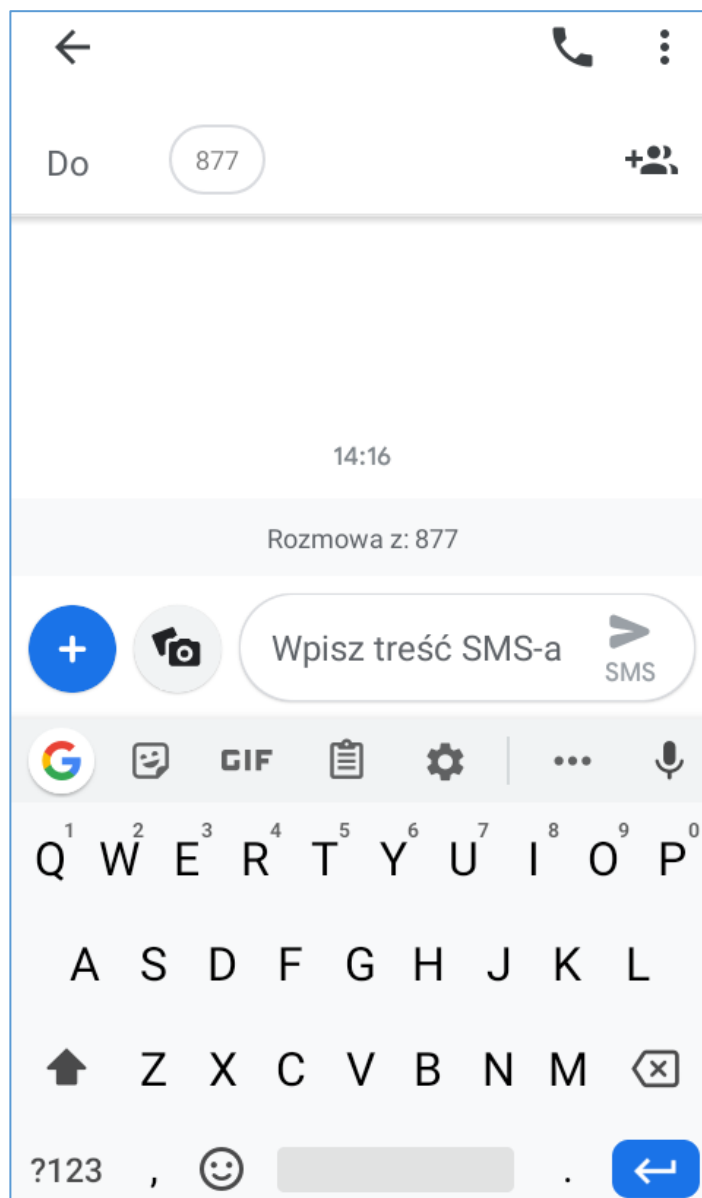 Do 877
14:16
Rozmowa z: 877
Wpisz treść SMS-a
SMS
G GIF
1 2 3 4 5 6 7 8 9 0
Q W E R T Y U I O P
A S D F G H J K L
Z X C V B N M
?123 , .